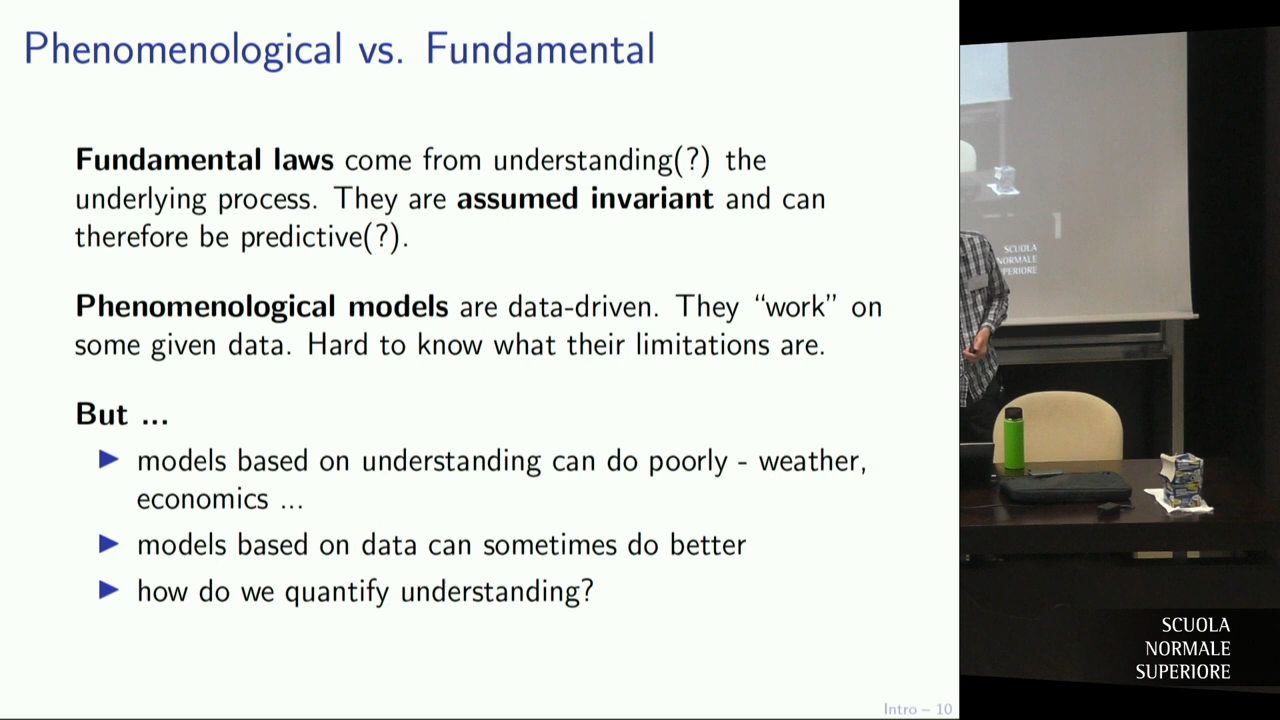 Phenomenological vs. Fundamental
Fundamental laws come from understanding(?) the
underlying process. They are assumed invariant and can
therefore be predictive(?).
Phenomenological models are data-driven. They “work” on
some given data. Hard to know what their limitations are.
But ...
▶ models based on understanding can do poorly - weather,
economics ...
▶ models based on data can sometimes do better
▶ how do we quantify understanding?
Intro – 10
SCUOLA
NORMALE
SUPERIORE
SCUOLA
NORMALE
SUPERIORE